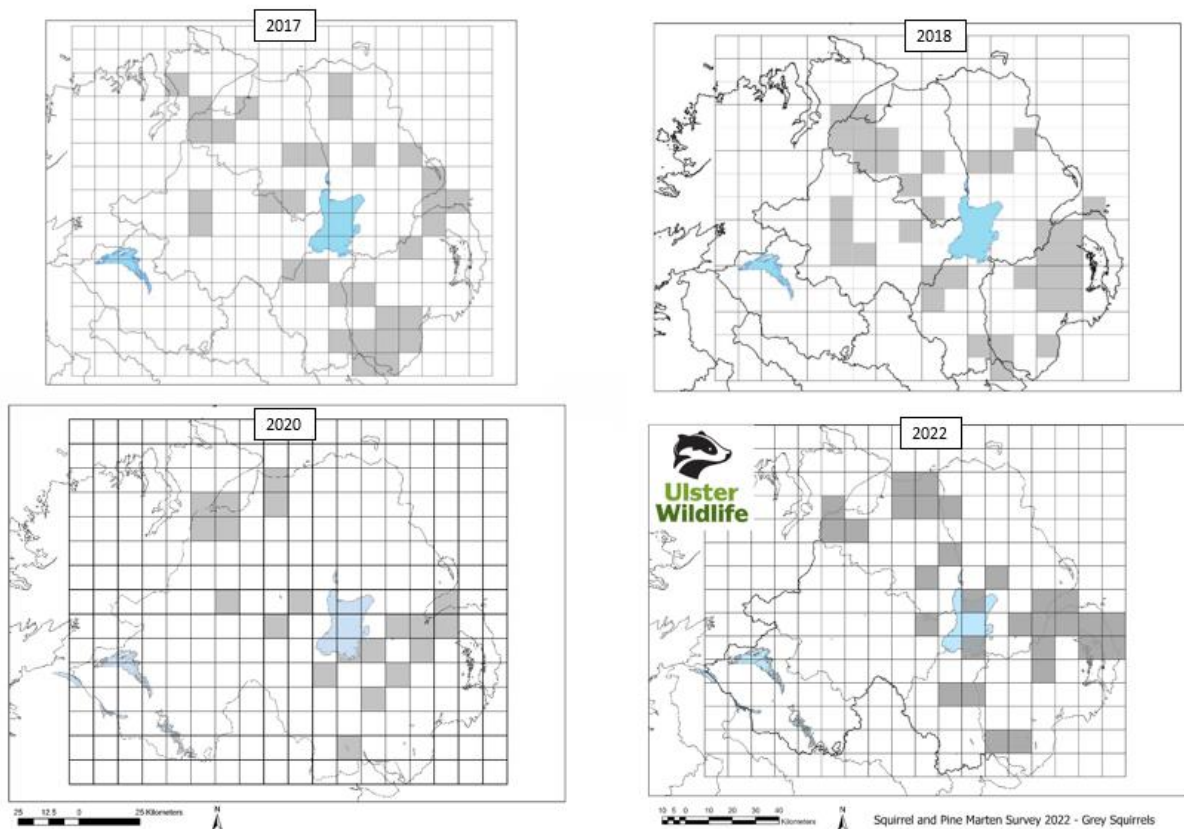 2017
2018
2020
2022
Ulster
Wildlife
25 12.5 0 25 Kilometers
N
10 5 0 10 20 30 40
Kilometers
N
Squirrel and Pine Marten Survey 2022 - Grey Squirrels